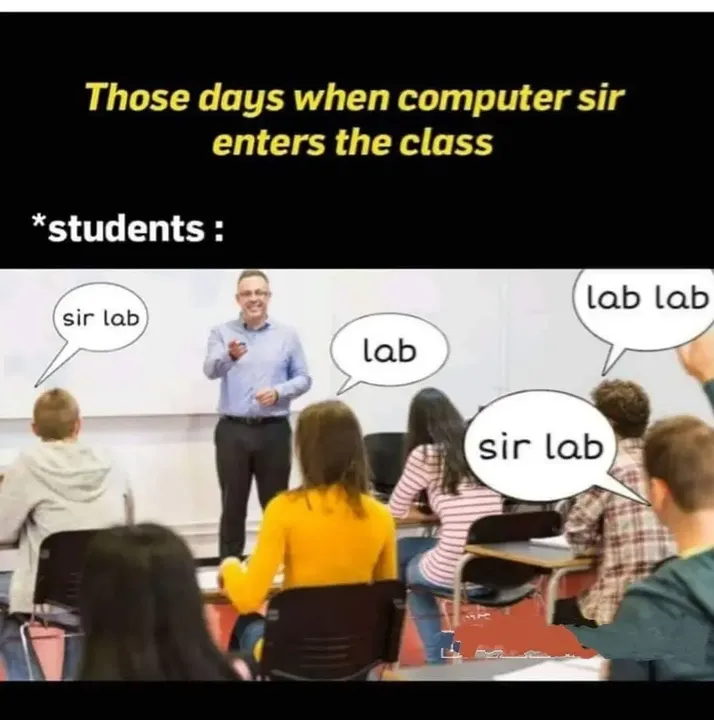 Those days when computer sir
enters the class
*students :
sir lab
lab
lab lab
sir lab